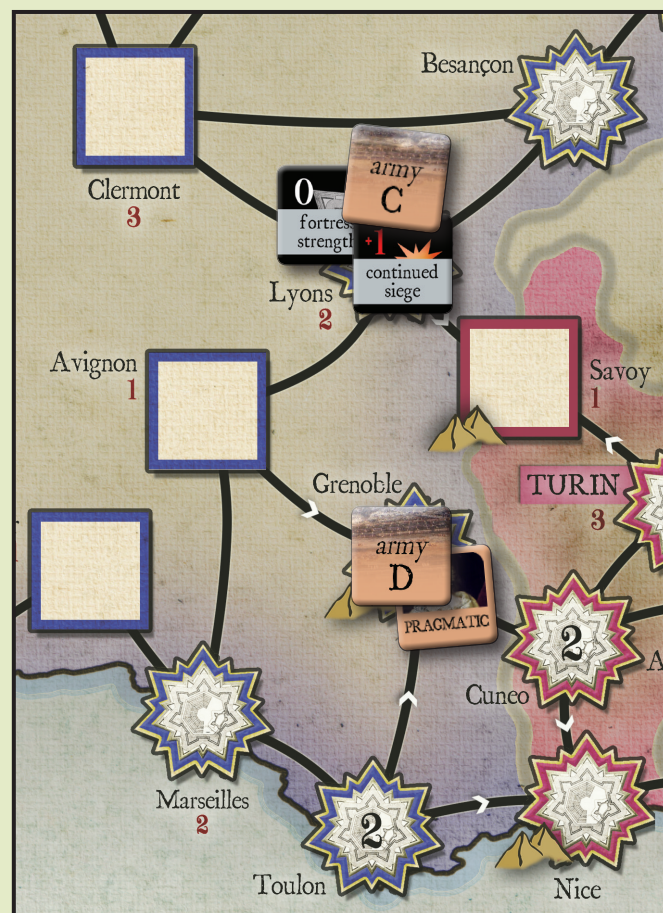 Besançon
Clermont
3
army
C
0
fortress
strength
+1
continued
siege
Lyons
2
Avignon
1
Savoy
1
Grenoble
TURIN
3
army
D
PRAGMATIC
2
Cuneo
A
Marseilles
2
2
Toulon
Nice